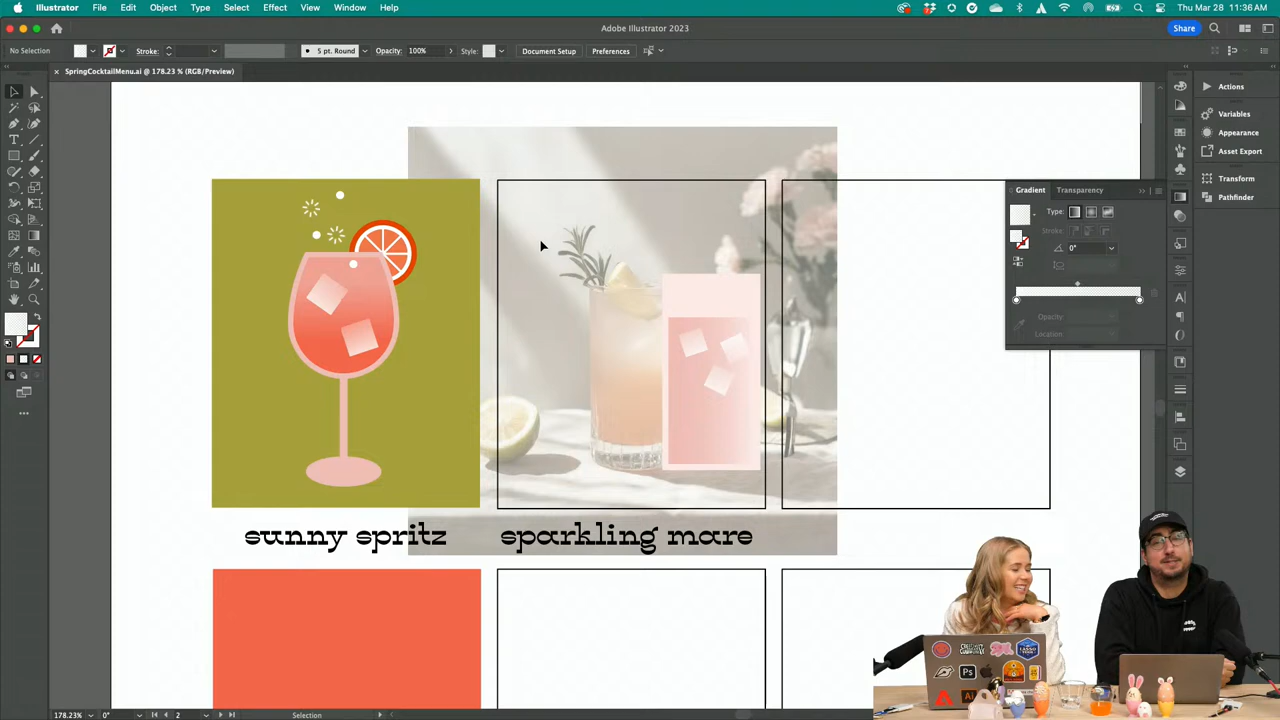 Illustrator File Edit Object Type Select Effect View Window Help Thu Mar 28 11:36 AM
Adobe Illustrator 2023 Share
No Selection Stroke: 5 pt. Round Opacity: 100% Style: Document Setup Preferences
× SpringCocktailMenu.ai @ 178.23 % (RGB/Preview)
Actions
Variables
Appearance
Asset Export
Transform
Pathfinder
Gradient Transparency
Type:
Stroke:
0°
Opacity:
Location:
sunny spritz sparkling mare
Ps
Ai
178.23% 0° 2 Selection